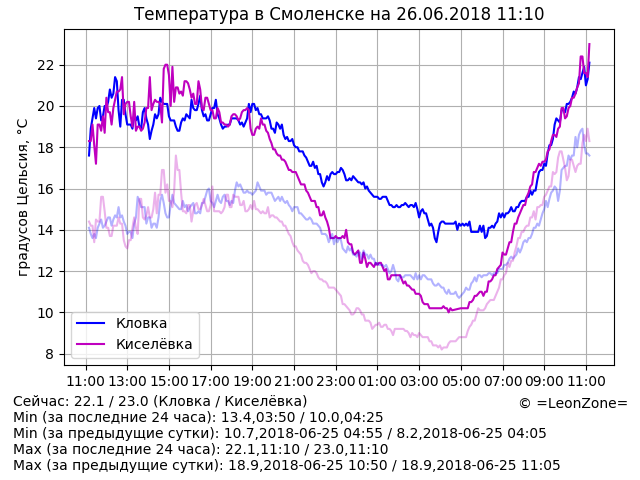 Температура в Смоленске на 26.06.2018 11:10
градусов Цельсия, °C
22
20
18
16
14
12
10
8
Кловка
Киселёвка
11:00 13:00 15:00 17:00 19:00 21:00 23:00 01:00 03:00 05:00 07:00 09:00 11:00
Сейчас: 22.1 / 23.0 (Кловка / Киселёвка)
© =LeonZone=
Min (за последние 24 часа): 13.4,03:50 / 10.0,04:25
Min (за предыдущие сутки): 10.7,2018-06-25 04:55 / 8.2,2018-06-25 04:05
Max (за последние 24 часа): 22.1,11:10 / 23.0,11:10
Max (за предыдущие сутки): 18.9,2018-06-25 10:50 / 18.9,2018-06-25 11:05